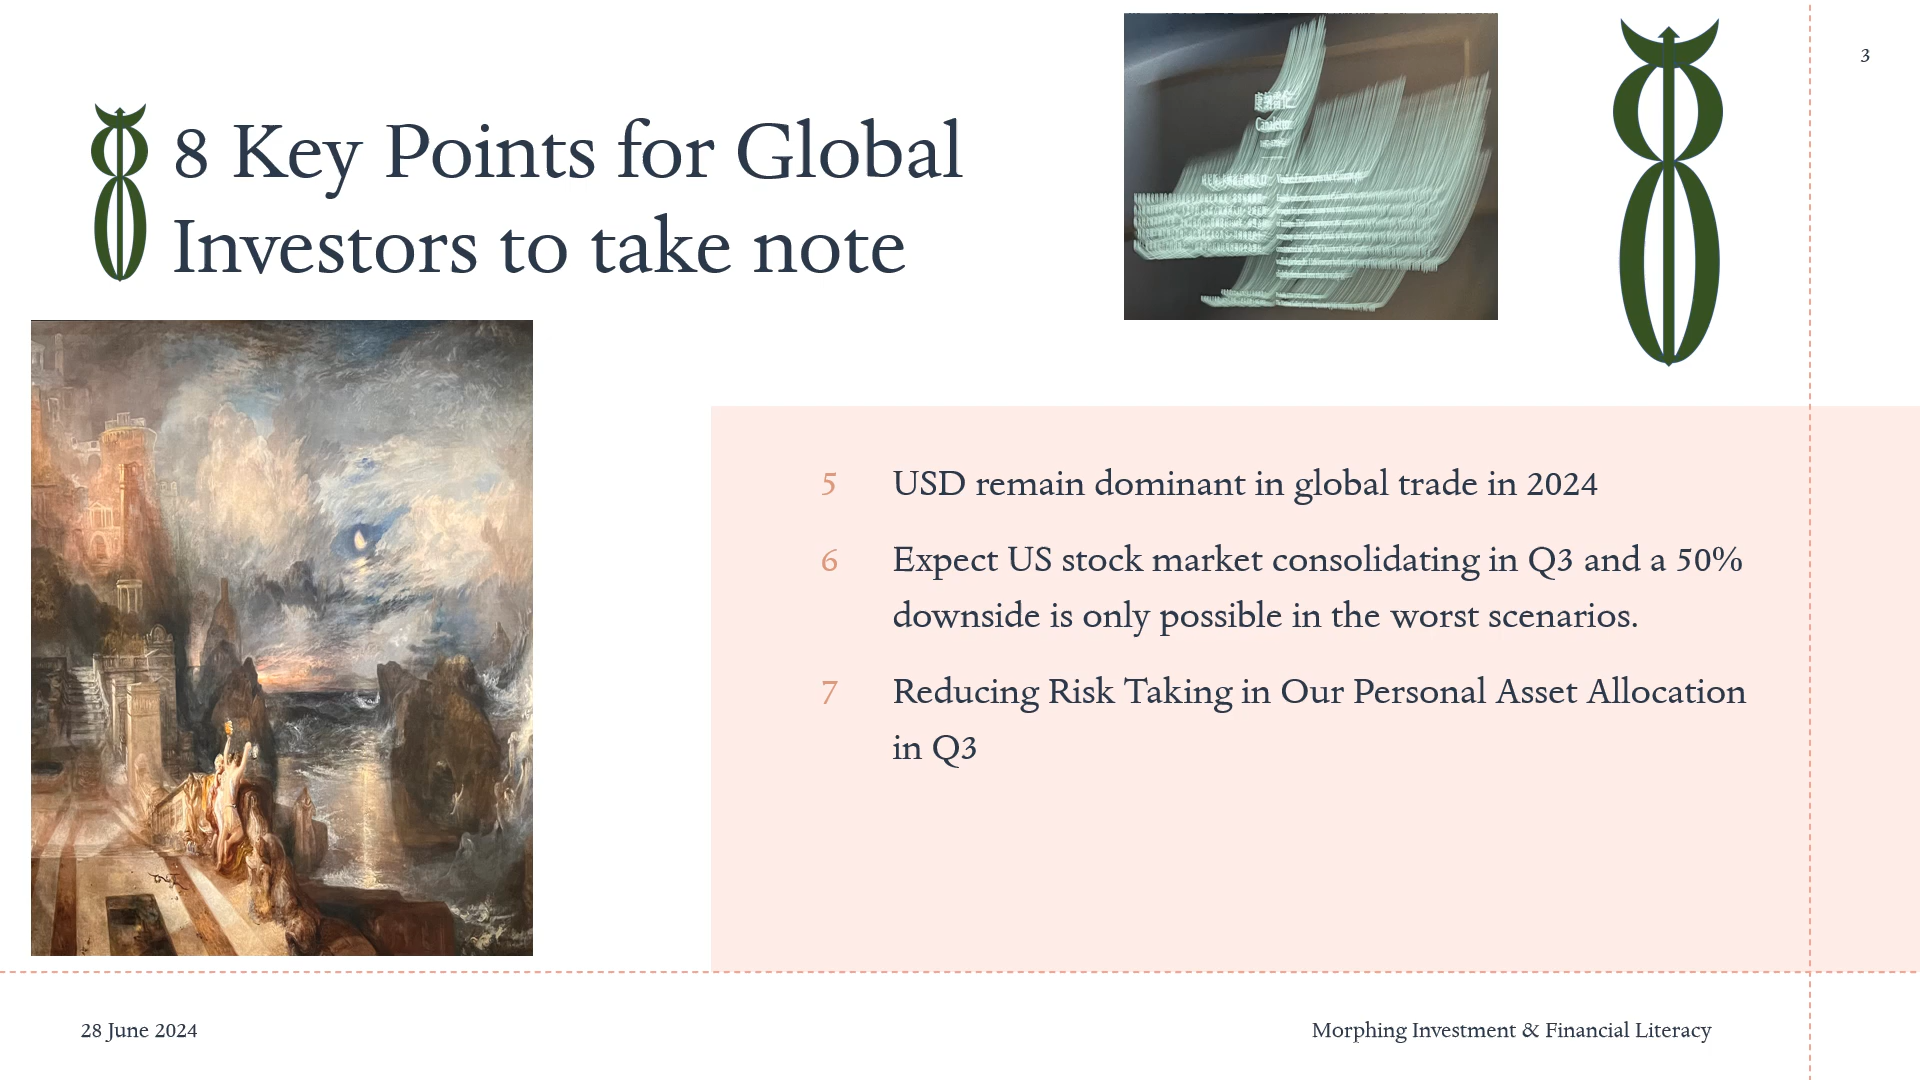 3
8 Key Points for Global
Investors to take note
Canaletto
5 USD remain dominant in global trade in 2024
6 Expect US stock market consolidating in Q3 and a 50%
downside is only possible in the worst scenarios.
7 Reducing Risk Taking in Our Personal Asset Allocation
in Q3
28 June 2024
Morphing Investment & Financial Literacy